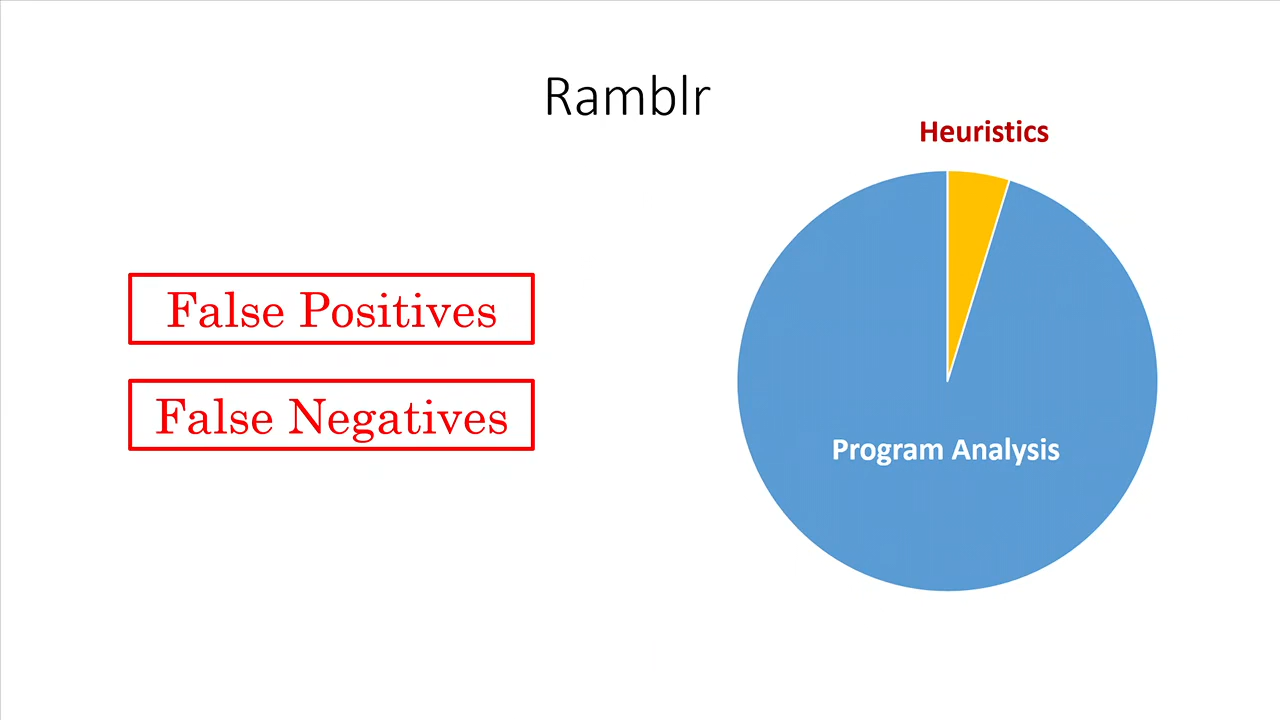 Ramblr
Heuristics
False Positives
False Negatives
Program Analysis